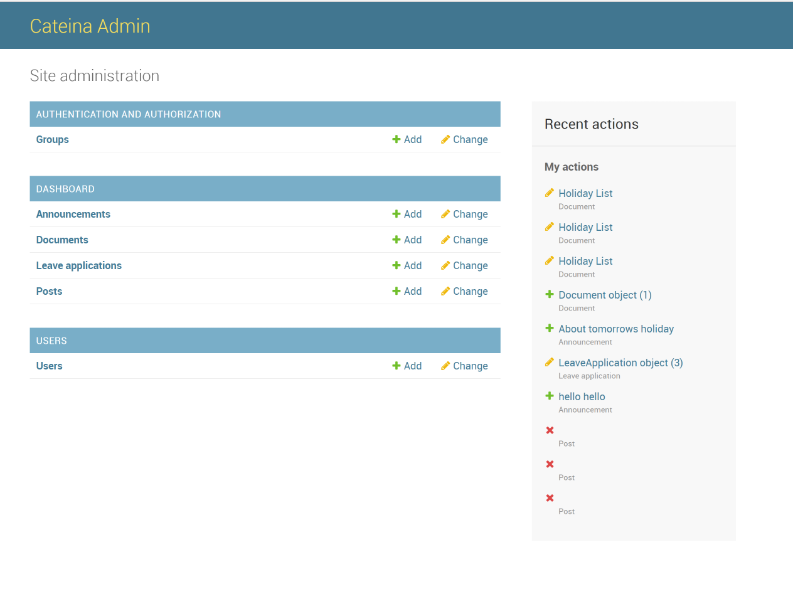 Cateina Admin
Site administration
AUTHENTICATION AND AUTHORIZATION
Groups Add Change
DASHBOARD
Announcements Add Change
Documents Add Change
Leave applications Add Change
Posts Add Change
USERS
Users Add Change
Recent actions
My actions
Holiday List
Document
Holiday List
Document
Holiday List
Document
Document object (1)
Document
About tomorrows holiday
Announcement
LeaveApplication object (3)
Leave application
hello hello
Announcement
Post
Post
Post